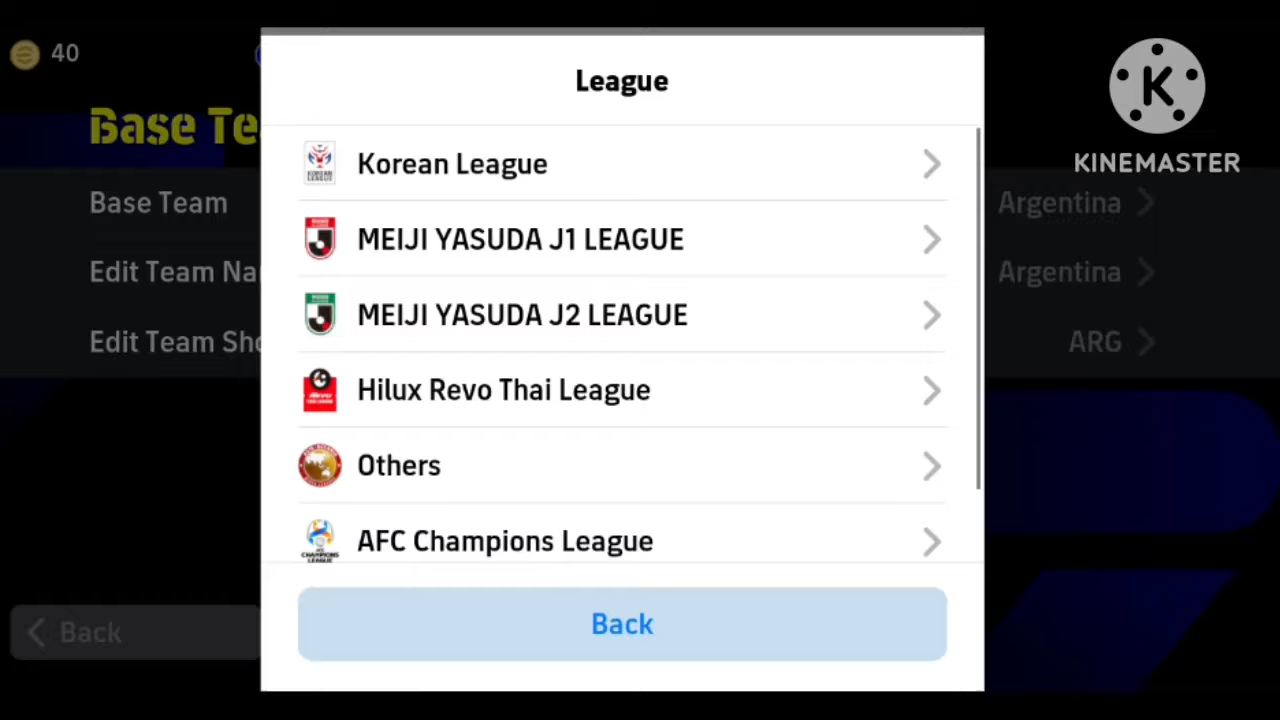 40
League
K
KINEMASTER
Base Te
Korean League
Base Team
Argentina
MEIJI YASUDA J1 LEAGUE
Edit Team Na
Argentina
MEIJI YASUDA J2 LEAGUE
Edit Team Sho
ARG
Hilux Revo Thai League
Others
AFC Champions League
Back
Back